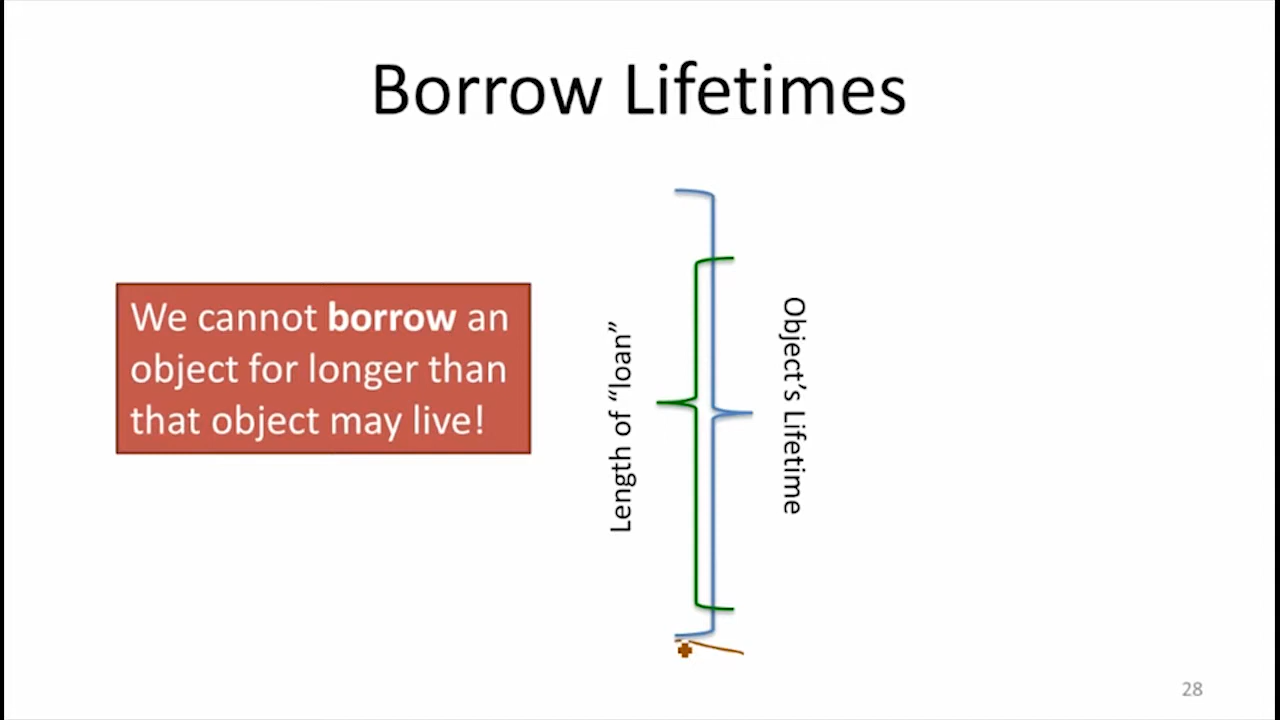 Borrow Lifetimes
We cannot borrow an
object for longer than
that object may live!
Length of “loan”
Object’s Lifetime
28